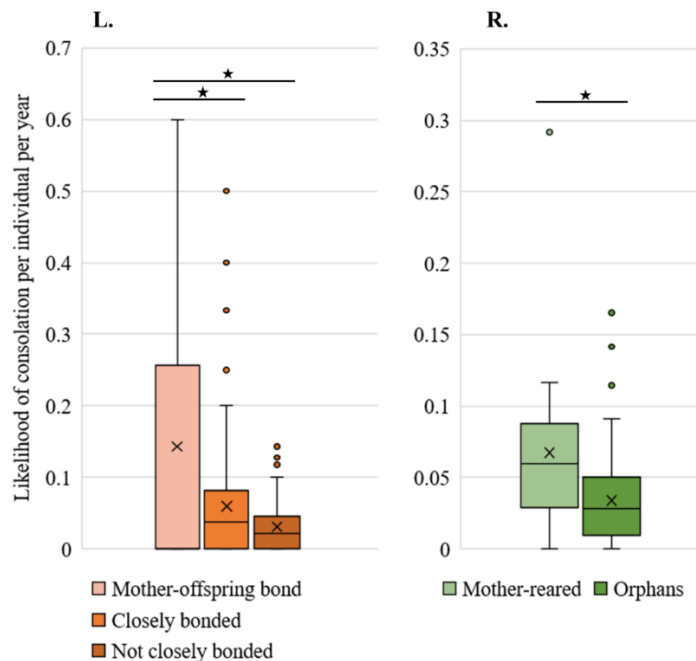 L.
Likelihood of consolation per individual per year
0.7
0.6
0.5
0.4
0.3
0.2
0.1
0
Mother-offspring bond
Closely bonded
Not closely bonded
R.
0.35
0.3
0.25
0.2
0.15
0.1
0.05
0
Mother-reared
Orphans